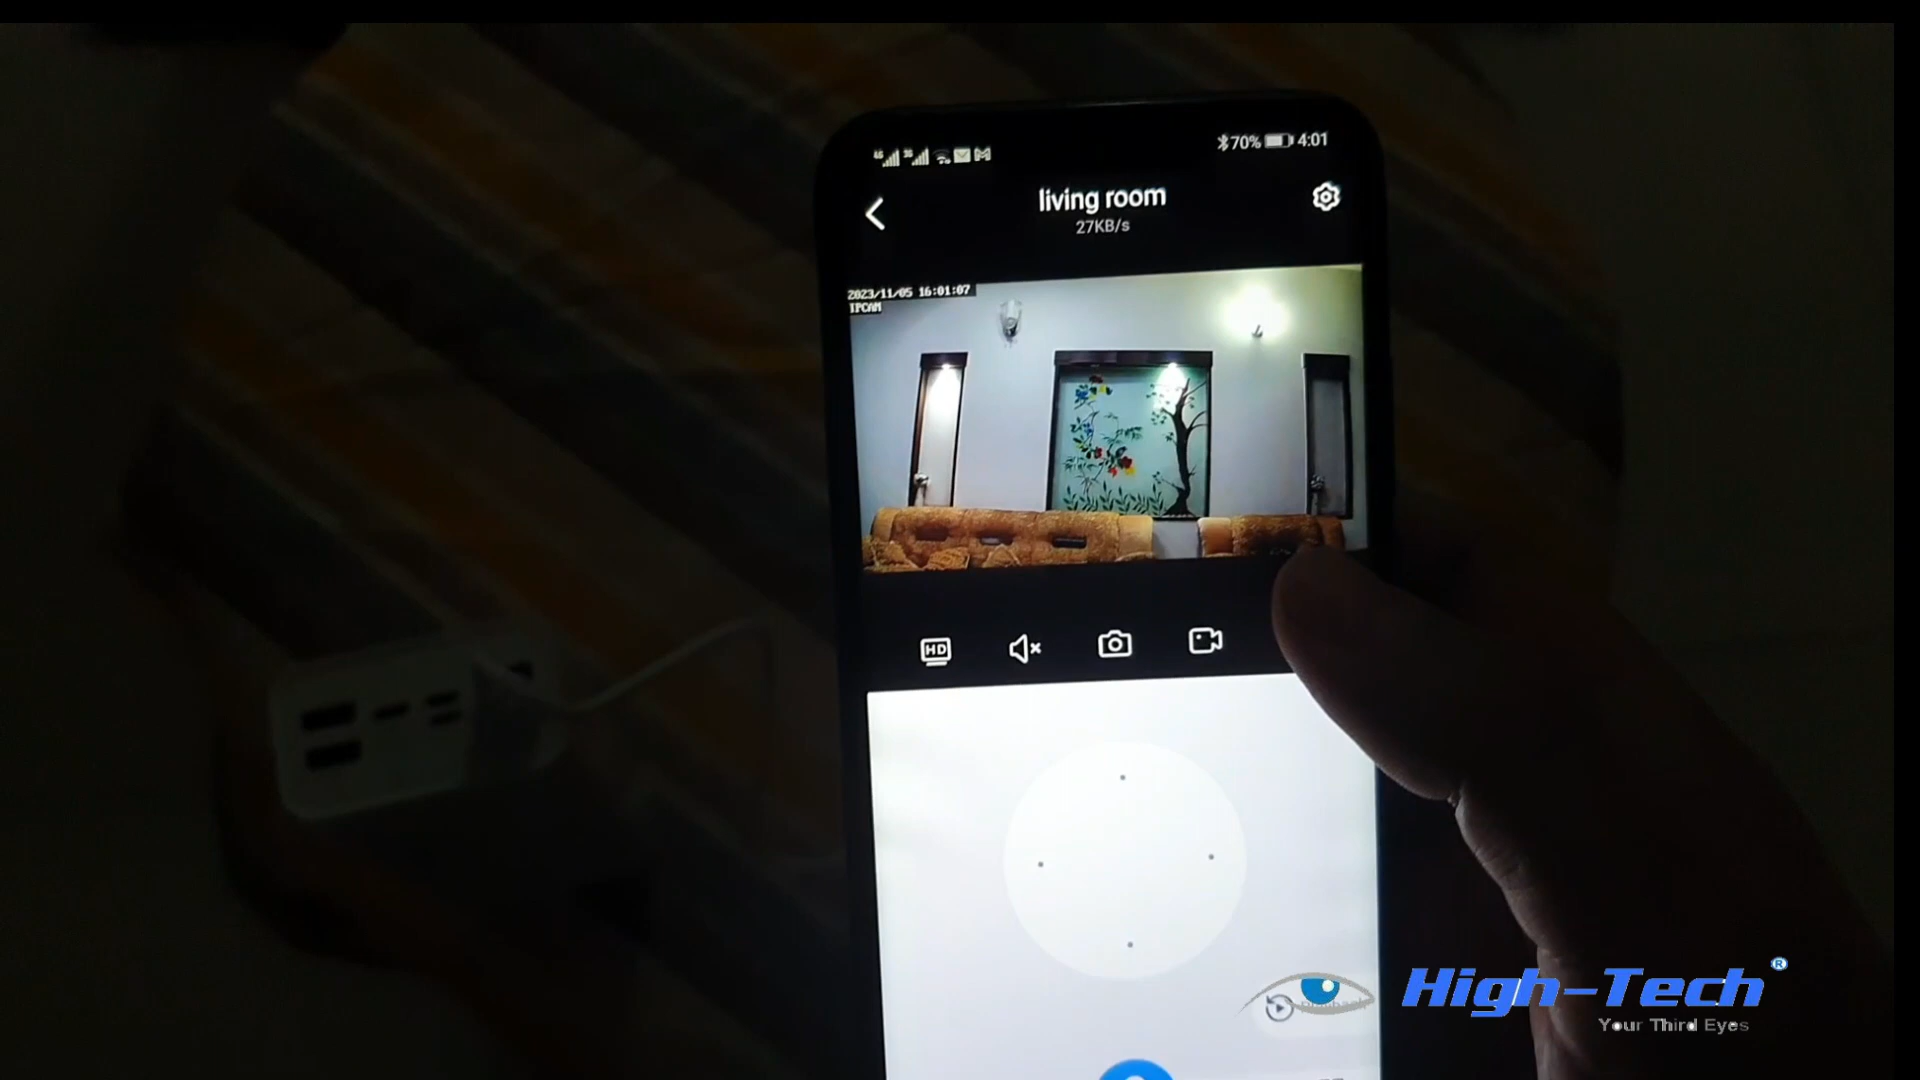 70% 4:01
living room
27KB/s
2023/11/05 16:01:07
IPCAM
HD
High-Tech®
Your Third Eyes